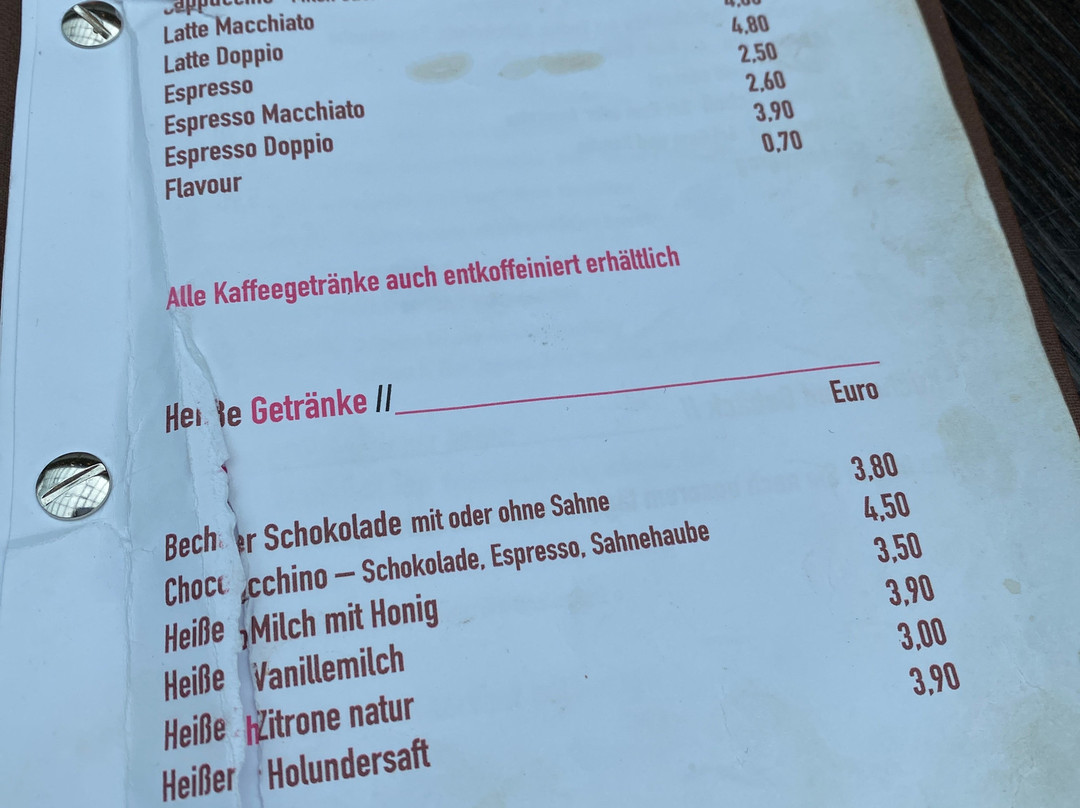 Latte Macchiato
Latte Doppio 4,80
Espresso 2,50
Espresso Macchiato 2,60
Espresso Doppio 3,90
Flavour 0,70
Alle Kaffeegetränke auch entkoffeiniert erhältlich
Heiße Getränke //
Euro
Becher Schokolade mit oder ohne Sahne 3,80
Choc cchino – Schokolade, Espresso, Sahnehaube 4,50
Heiße Milch mit Honig 3,50
Heiße Vanillemilch 3,90
Heiße Zitrone natur 3,00
Heißer Holundersaft 3,90